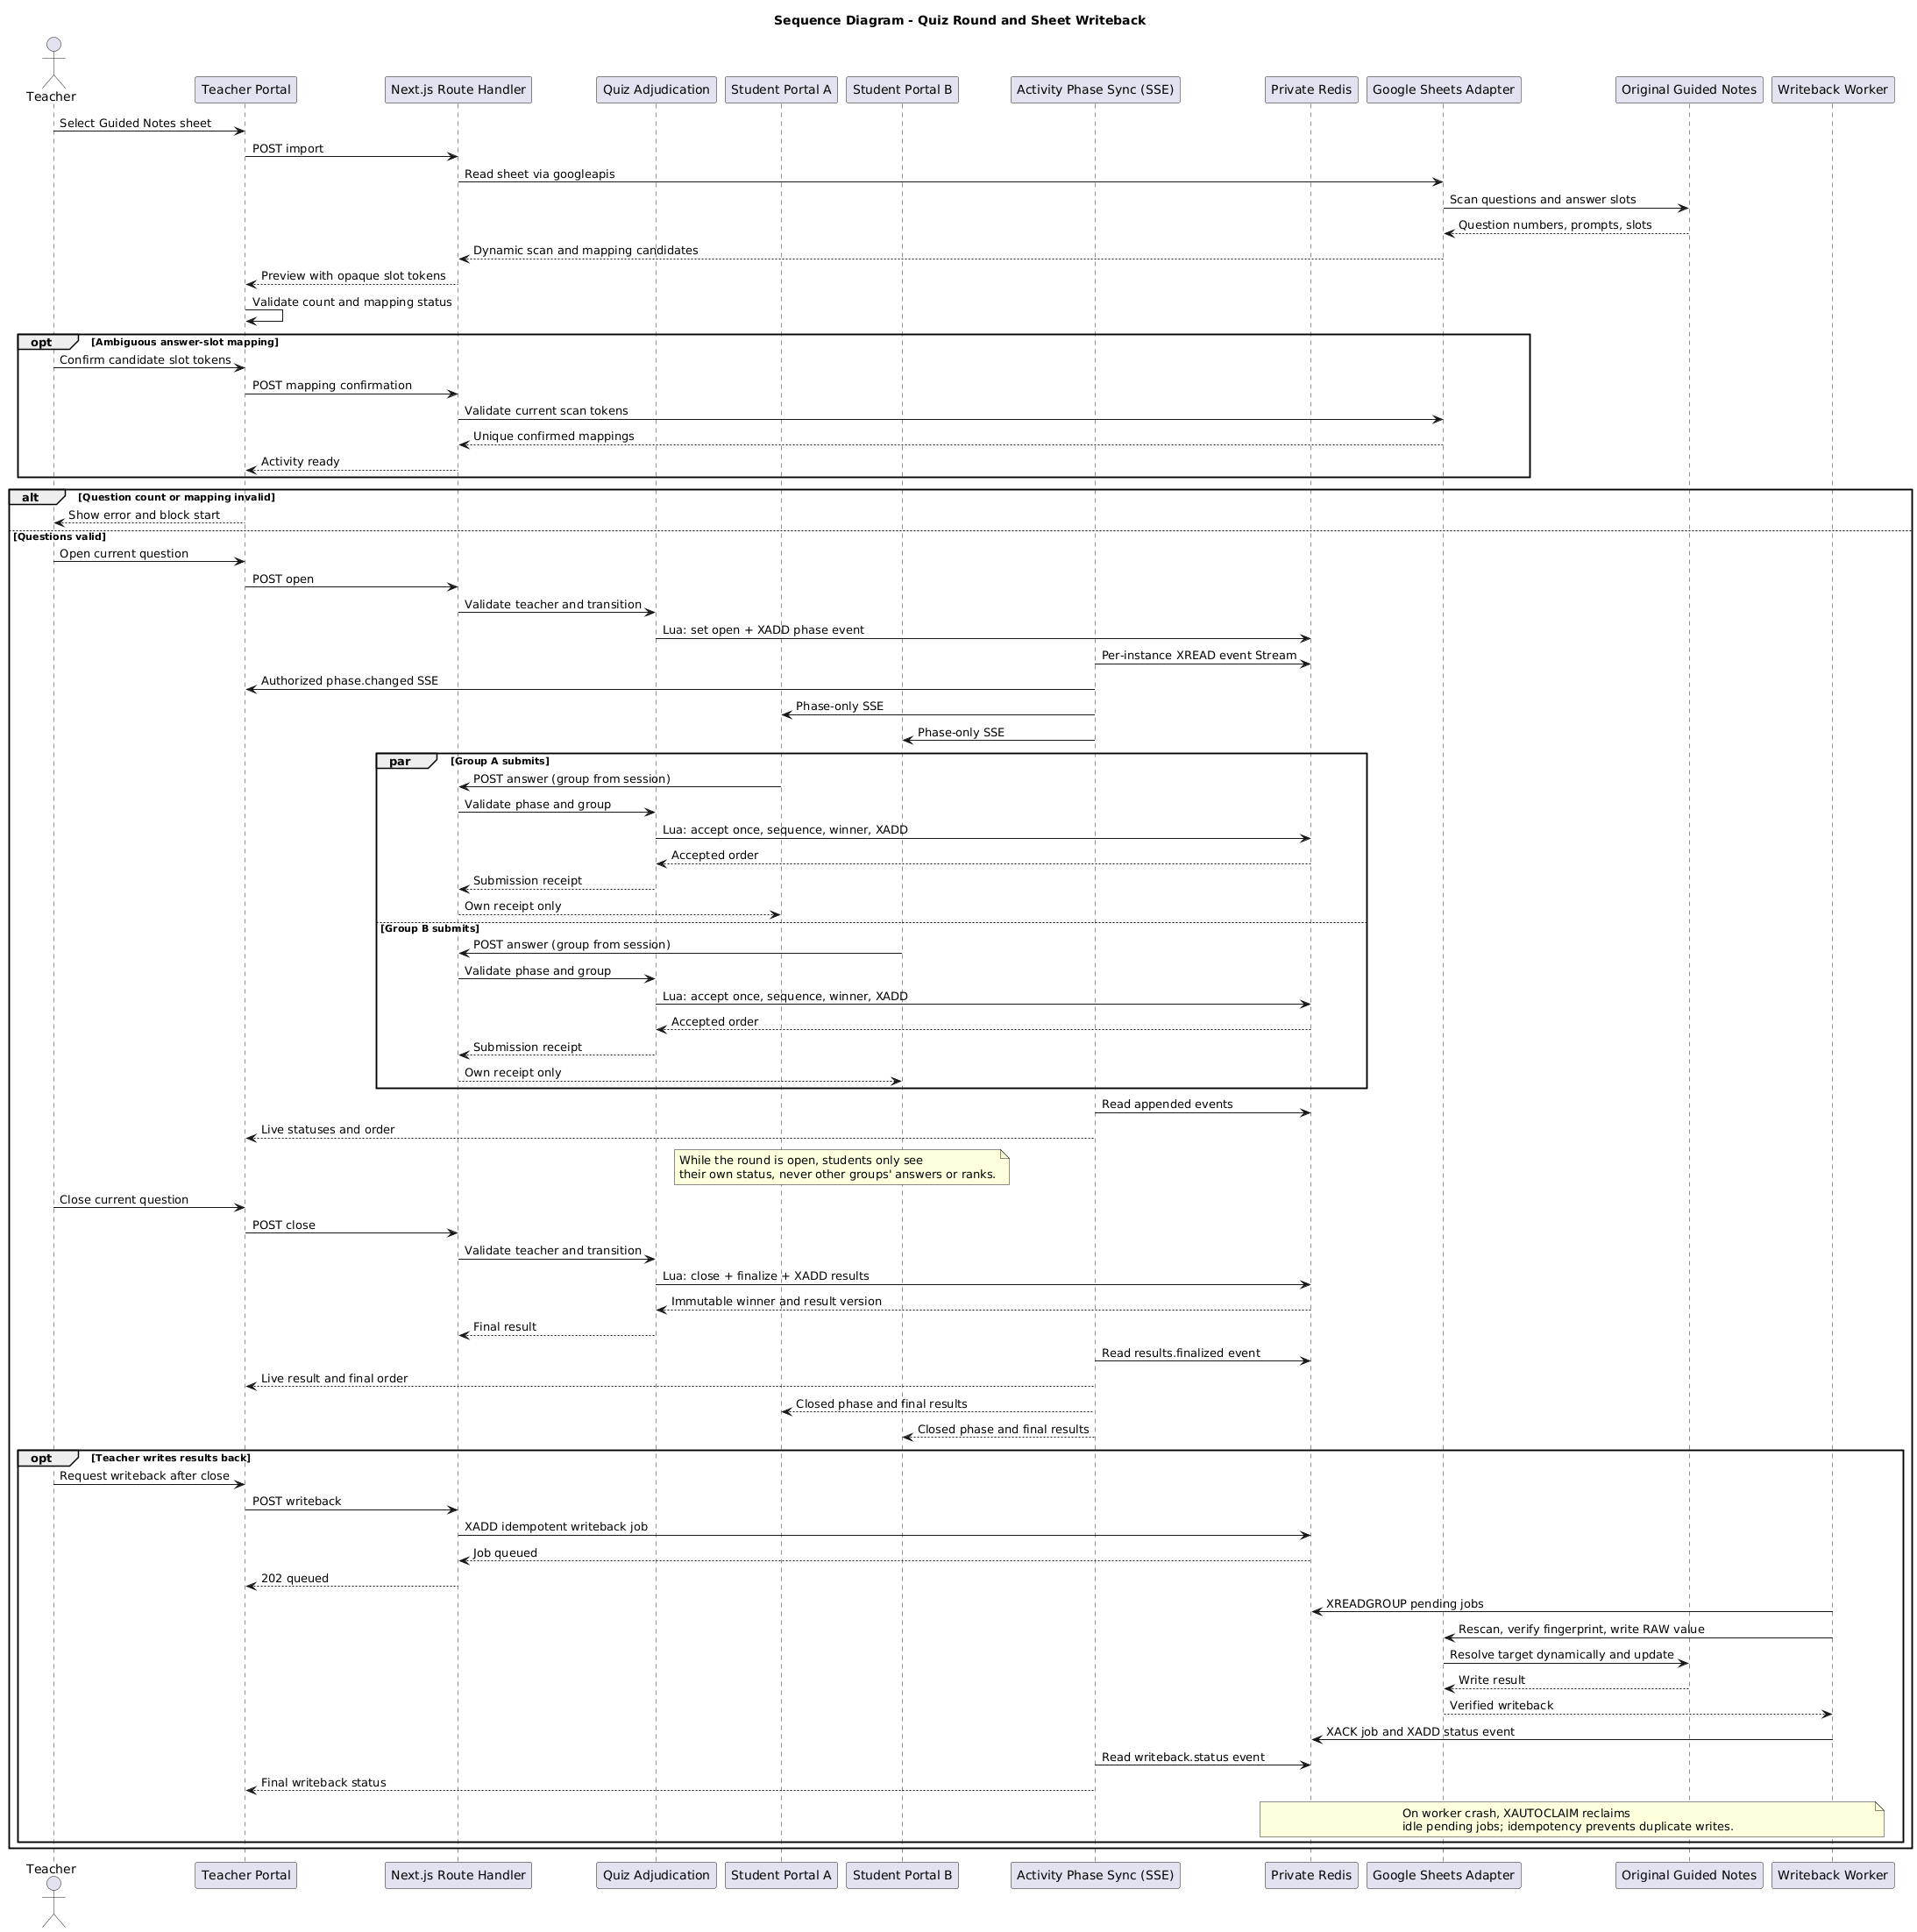 Sequence Diagram - Quiz Round and Sheet Writeback
Teacher
Teacher Portal
Next.js Route Handler
Quiz Adjudication
Student Portal A
Student Portal B
Activity Phase Sync (SSE)
Private Redis
Google Sheets Adapter
Original Guided Notes
Writeback Worker
Select Guided Notes sheet
POST import
Read sheet via googleapis
Scan questions and answer slots
Question numbers, prompts, slots
Dynamic scan and mapping candidates
Preview with opaque slot tokens
Validate count and mapping status
opt [Ambiguous answer-slot mapping]
Confirm candidate slot tokens
POST mapping confirmation
Validate current scan tokens
Unique confirmed mappings
Activity ready
alt [Question count or mapping invalid]
Show error and block start
[Questions valid]
Open current question
POST open
Validate teacher and transition
Lua: set open + XADD phase event
Per-instance XREAD event Stream
Authorized phase.changed SSE
Phase-only SSE
Phase-only SSE
par [Group A submits]
POST answer (group from session)
Validate phase and group
Lua: accept once, sequence, winner, XADD
Accepted order
Submission receipt
Own receipt only
[Group B submits]
POST answer (group from session)
Validate phase and group
Lua: accept once, sequence, winner, XADD
Accepted order
Submission receipt
Own receipt only
Read appended events
Live statuses and order
While the round is open, students only see
their own status, never other groups' answers or ranks.
Close current question
POST close
Validate teacher and transition
Lua: close + finalize + XADD results
Immutable winner and result version
Final result
Read results.finalized event
Live result and final order
Closed phase and final results
Closed phase and final results
opt [Teacher writes results back]
Request writeback after close
POST writeback
XADD idempotent writeback job
Job queued
202 queued
XREADGROUP pending jobs
Rescan, verify fingerprint, write RAW value
Resolve target dynamically and update
Write result
Verified writeback
XACK job and XADD status event
Read writeback.status event
Final writeback status
On worker crash, XAUTOCLAIM reclaims
idle pending jobs; idempotency prevents duplicate writes.
Teacher
Teacher Portal
Next.js Route Handler
Quiz Adjudication
Student Portal A
Student Portal B
Activity Phase Sync (SSE)
Private Redis
Google Sheets Adapter
Original Guided Notes
Writeback Worker